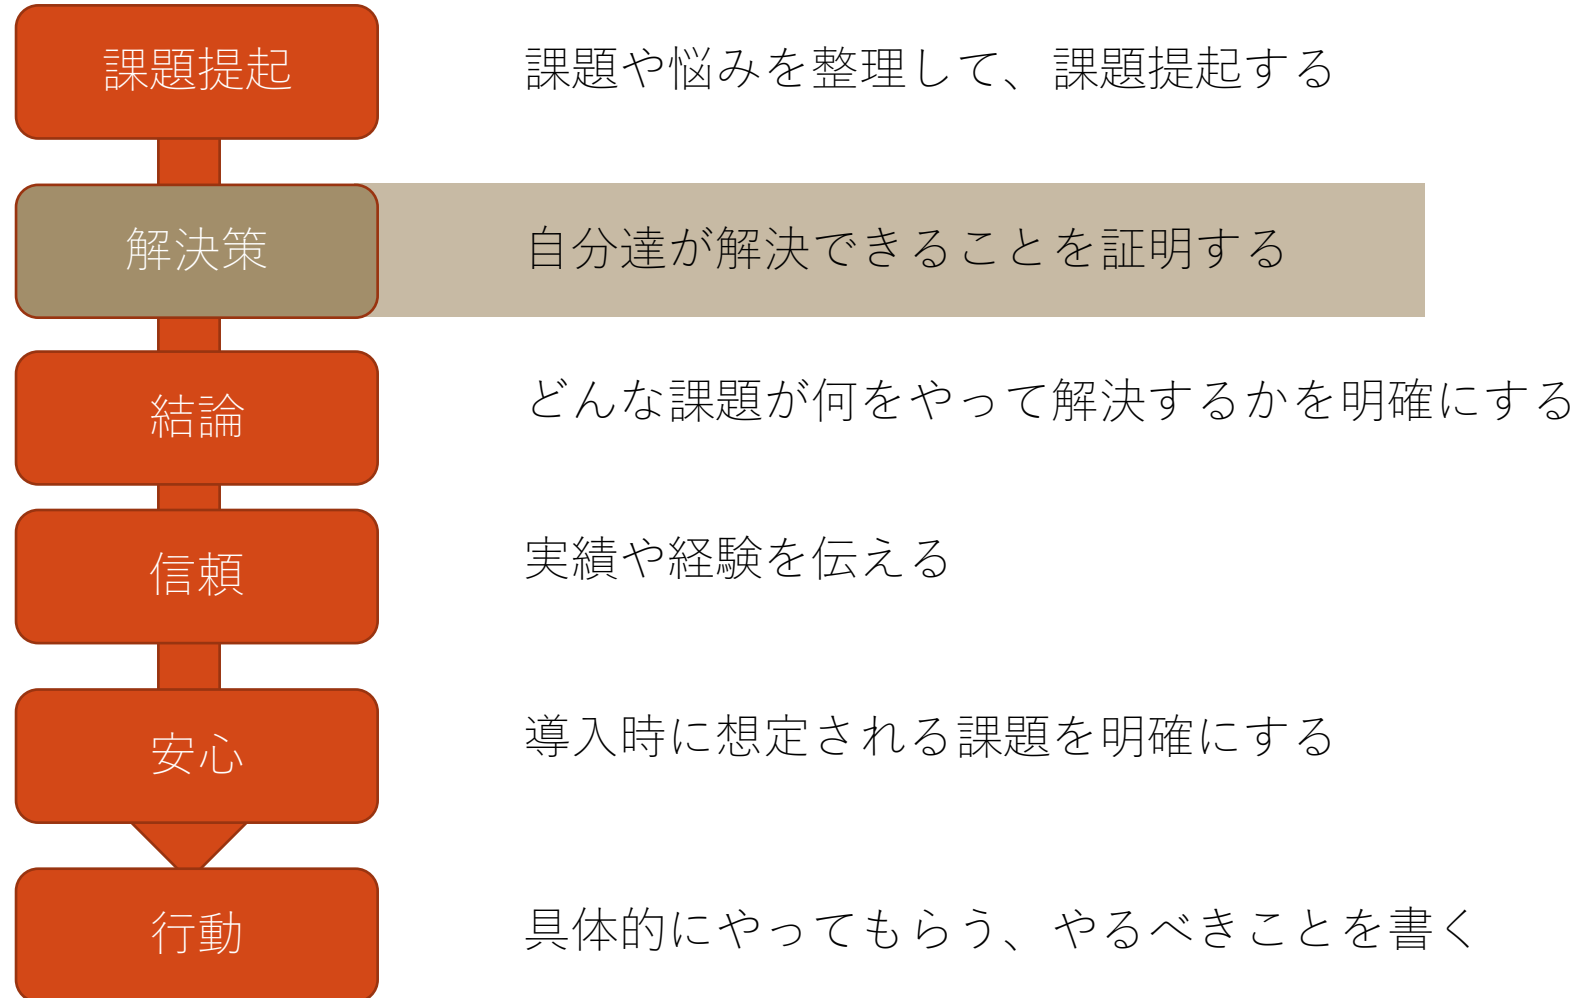 課題提起
課題や悩みを整理して、課題提起する
解決策
自分達が解決できることを証明する
結論
どんな課題が何をやって解決するかを明確にする
信頼
実績や経験を伝える
安心
導入時に想定される課題を明確にする
行動
具体的にやってもらう、やるべきことを書く